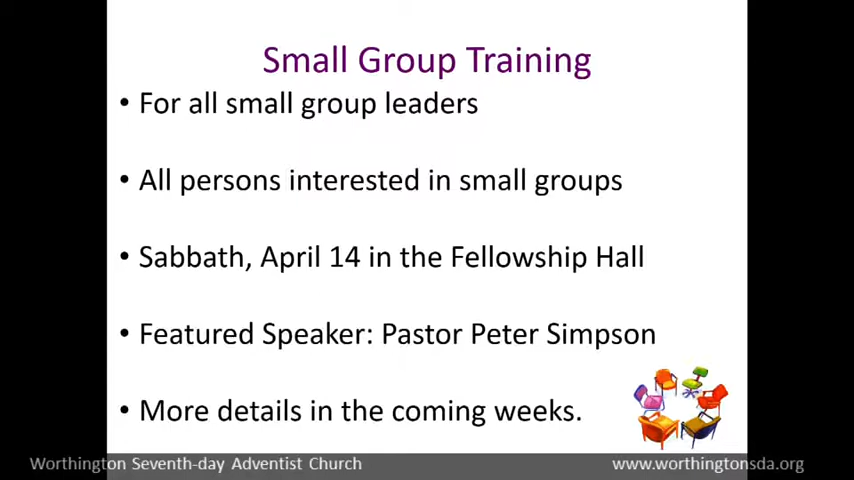 Small Group Training
• For all small group leaders
• All persons interested in small groups
• Sabbath, April 14 in the Fellowship Hall
• Featured Speaker: Pastor Peter Simpson
• More details in the coming weeks.
Worthington Seventh-day Adventist Church
www.worthingtonsda.org